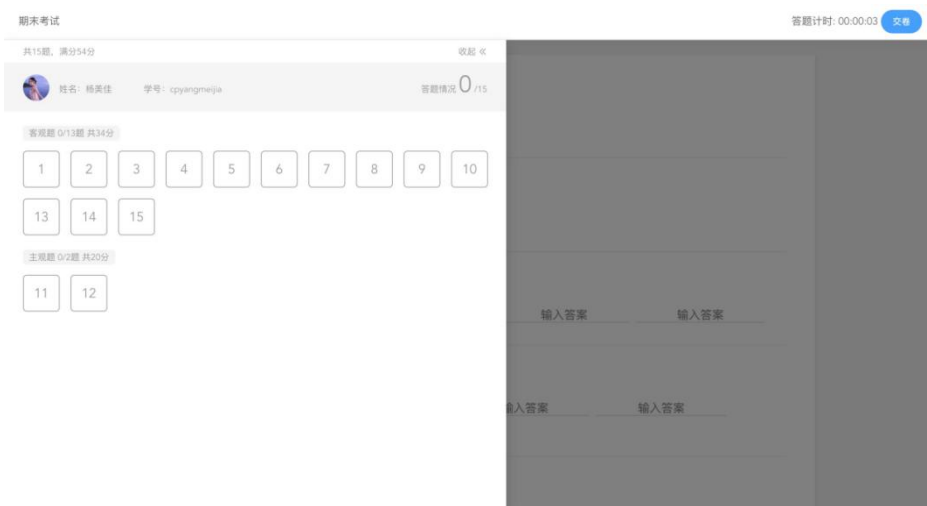 期末考试
答题计时: 00:00:03 交卷
共15题，满分54分 收起 《
姓名：杨美佳 学号：cpyangmeijia 答题情况 0 /15
客观题 0/13题 共34分
1 2 3 4 5 6 7 8 9 10
13 14 15
主观题 0/2题 共20分
11 12
输入答案 输入答案
输入答案 输入答案